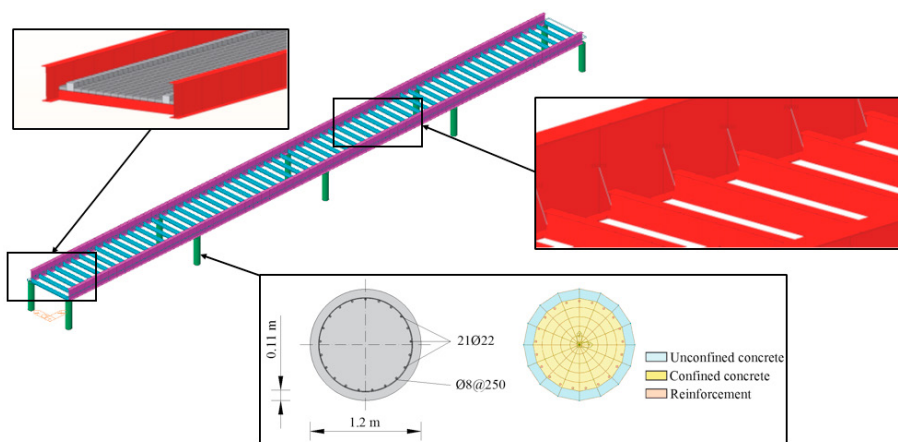 21Ø22
0.11 m
Ø8@250
1.2 m
Unconfined concrete
Confined concrete
Reinforcement